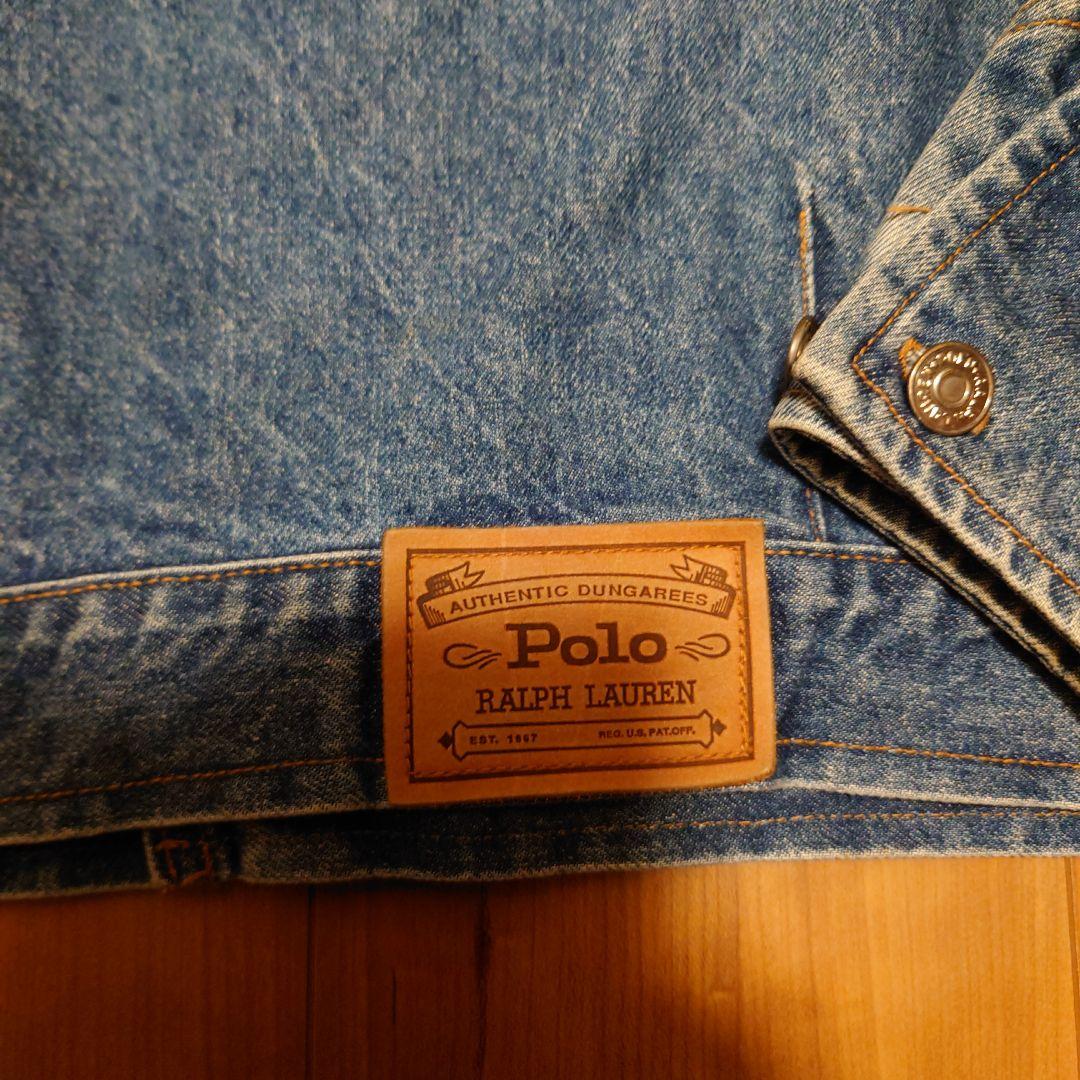 AUTHENTIC DUNGAREES
Polo
RALPH LAUREN
EST. 1967 REG. U.S. PAT.OFF.